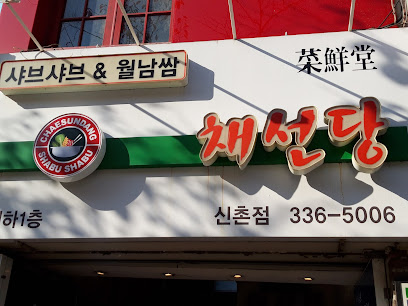 샤브샤브 & 월남쌈
菜鮮堂
CHAESUNDANG
SHABU SHABU
채선당
하1층
신촌점 336-5006